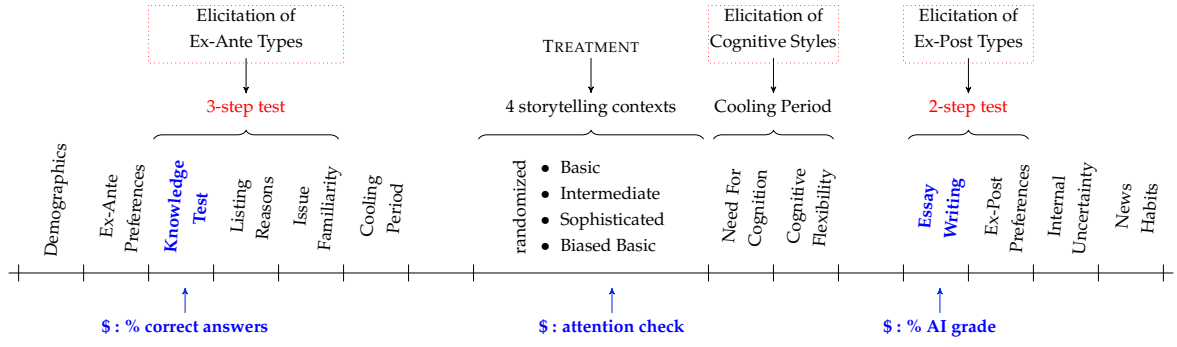 Elicitation of
Ex-Ante Types
TREATMENT
Elicitation of
Cognitive Styles
Elicitation of
Ex-Post Types
3-step test
4 storytelling contexts
Cooling Period
2-step test
Demographics
Ex-Ante
Preferences
Knowledge
Test
Listing
Reasons
Issue
Familiarity
Cooling
Period
randomized
• Basic
• Intermediate
• Sophisticated
• Biased Basic
Need For
Cognition
Cognitive
Flexibility
Essay
Writing
Ex-Post
Preferences
Internal
Uncertainty
News
Habits
$ : % correct answers
$ : attention check
$ : % AI grade